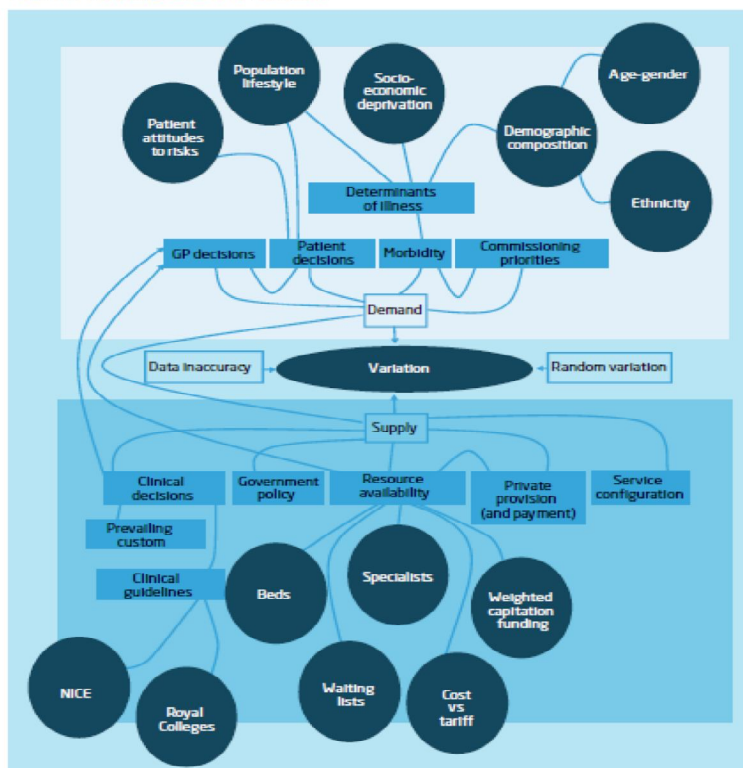 Population
lifestyle
Socio-
economic
deprivation
Age-gender
Patient
attitudes
to risks
Demographic
composition
Determinants
of illness
Ethnicity
GP decisions
Patient
decisions
Morbidity
Commissioning
priorities
Demand
Data inaccuracy
Variation
Random variation
Supply
Clinical
decisions
Government
policy
Resource
availability
Private
provision
(and payment)
Service
configuration
Prevailing
custom
Clinical
guidelines
Beds
Specialists
Weighted
capitation
funding
NICE
Royal
Colleges
Waiting
lists
Cost
vs
tariff